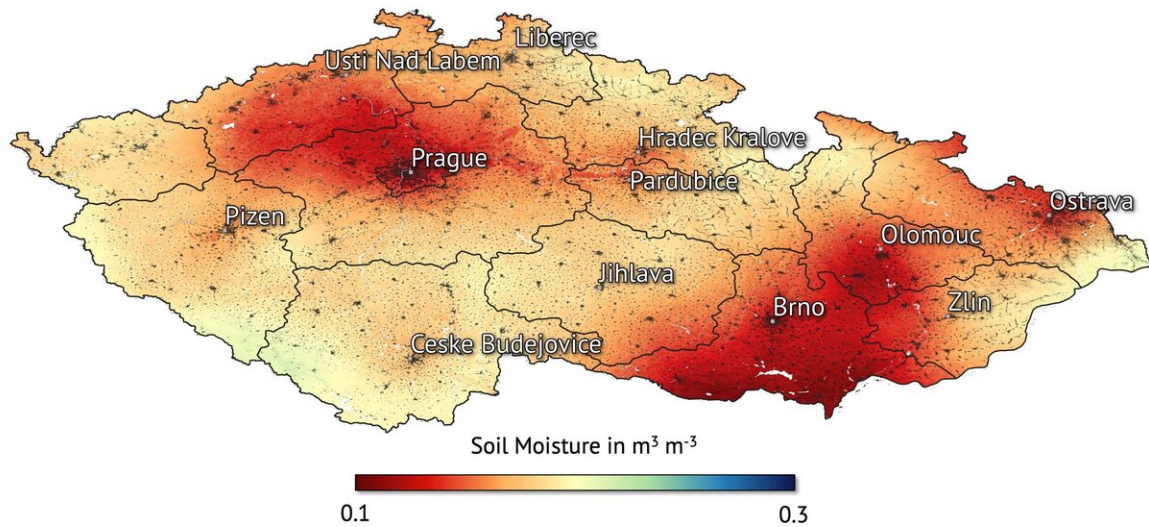 Liberec
Usti Nad Labem
Hradec Kralove
Prague
Pardubice
Pizen
Ostrava
Olomouc
Jihlava
Brno
Zlin
Ceske Budejovice
Soil Moisture in m³ m⁻³
0.1 0.3